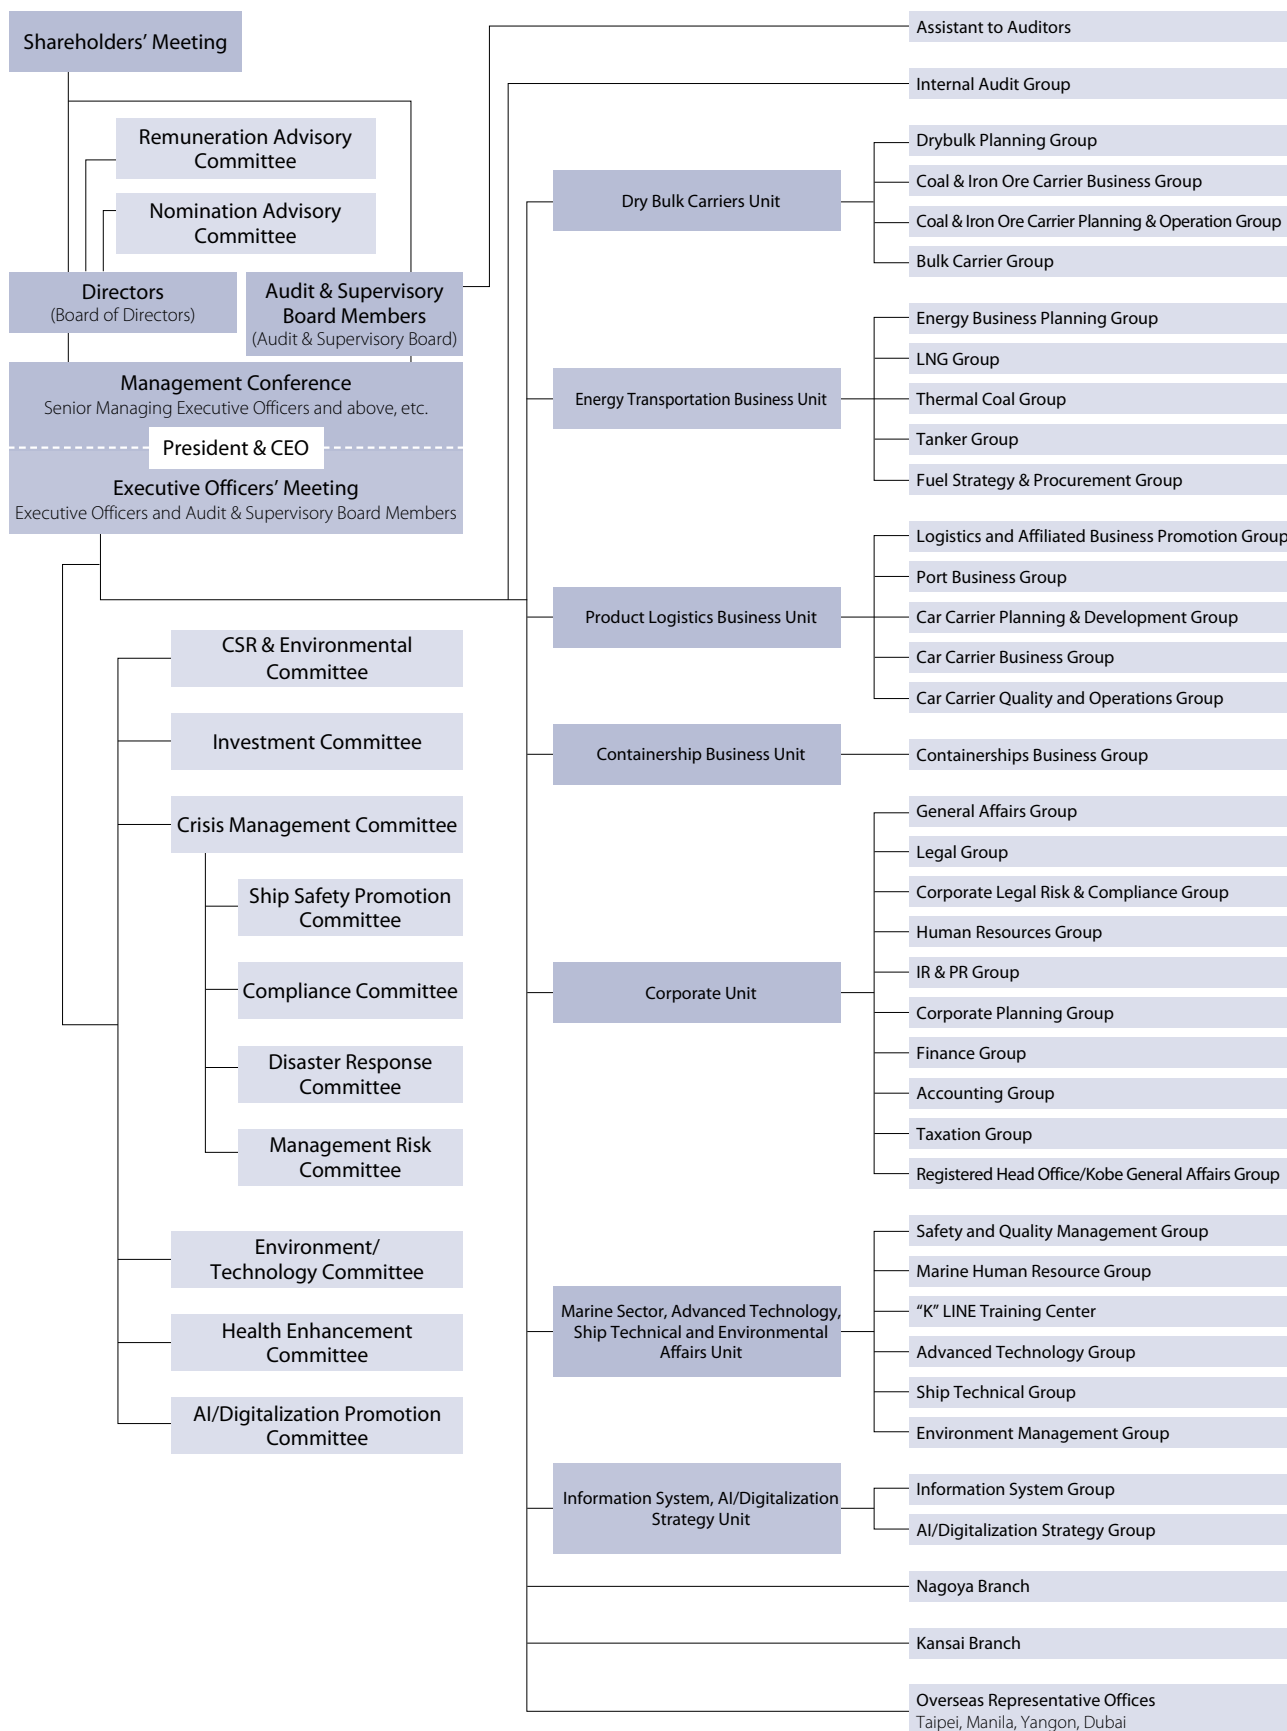 Shareholders’ Meeting
Remuneration Advisory
Committee
Nomination Advisory
Committee
Directors
(Board of Directors)
Audit & Supervisory
Board Members
(Audit & Supervisory Board)
Management Conference
Senior Managing Executive Officers and above, etc.
President & CEO
Executive Officers’ Meeting
Executive Officers and Audit & Supervisory Board Members
CSR & Environmental
Committee
Investment Committee
Crisis Management Committee
Ship Safety Promotion
Committee
Compliance Committee
Disaster Response
Committee
Management Risk
Committee
Environment/
Technology Committee
Health Enhancement
Committee
AI/Digitalization Promotion
Committee
Assistant to Auditors
Internal Audit Group
Dry Bulk Carriers Unit
Drybulk Planning Group
Coal & Iron Ore Carrier Business Group
Coal & Iron Ore Carrier Planning & Operation Group
Bulk Carrier Group
Energy Transportation Business Unit
Energy Business Planning Group
LNG Group
Thermal Coal Group
Tanker Group
Fuel Strategy & Procurement Group
Product Logistics Business Unit
Logistics and Affiliated Business Promotion Group
Port Business Group
Car Carrier Planning & Development Group
Car Carrier Business Group
Car Carrier Quality and Operations Group
Containership Business Unit
Containerships Business Group
Corporate Unit
General Affairs Group
Legal Group
Corporate Legal Risk & Compliance Group
Human Resources Group
IR & PR Group
Corporate Planning Group
Finance Group
Accounting Group
Taxation Group
Registered Head Office/Kobe General Affairs Group
Marine Sector, Advanced Technology,
Ship Technical and Environmental
Affairs Unit
Safety and Quality Management Group
Marine Human Resource Group
“K” LINE Training Center
Advanced Technology Group
Ship Technical Group
Environment Management Group
Information System, AI/Digitalization
Strategy Unit
Information System Group
AI/Digitalization Strategy Group
Nagoya Branch
Kansai Branch
Overseas Representative Offices
Taipei, Manila, Yangon, Dubai